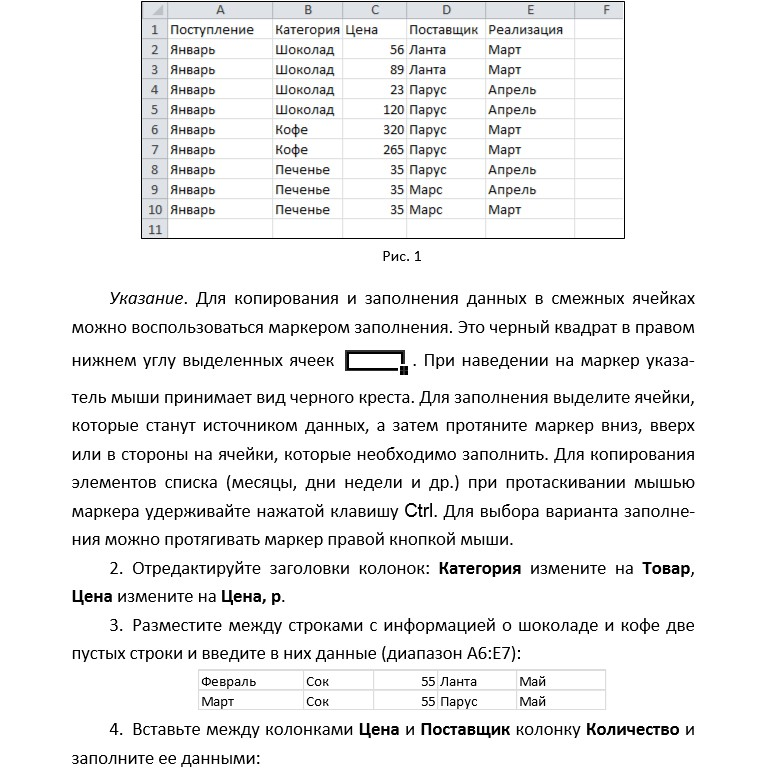 A B C D E F
1 Поступление Категория Цена Поставщик Реализация
2 Январь Шоколад 56 Ланта Март
3 Январь Шоколад 89 Ланта Март
4 Январь Шоколад 23 Парус Апрель
5 Январь Шоколад 120 Парус Апрель
6 Январь Кофе 320 Парус Март
7 Январь Кофе 265 Парус Март
8 Январь Печенье 35 Парус Апрель
9 Январь Печенье 35 Марс Апрель
10 Январь Печенье 35 Марс Март
11
Рис. 1
Указание. Для копирования и заполнения данных в смежных ячейках
можно воспользоваться маркером заполнения. Это черный квадрат в правом
нижнем углу выделенных ячеек . При наведении на маркер указа-
тель мыши принимает вид черного креста. Для заполнения выделите ячейки,
которые станут источником данных, а затем протяните маркер вниз, вверх
или в стороны на ячейки, которые необходимо заполнить. Для копирования
элементов списка (месяцы, дни недели и др.) при протаскивании мышью
маркера удерживайте нажатой клавишу Ctrl. Для выбора варианта заполне-
ния можно протягивать маркер правой кнопкой мыши.
2. Отредактируйте заголовки колонок: Категория измените на Товар,
Цена измените на Цена, р.
3. Разместите между строками с информацией о шоколаде и кофе две
пустых строки и введите в них данные (диапазон A6:E7):
Февраль Сок 55 Ланта Май
Март Сок 55 Парус Май
4. Вставьте между колонками Цена и Поставщик колонку Количество и
заполните ее данными: